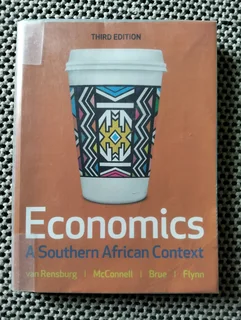 THIRD EDITION
Economics
A Southern African Context
van Rensburg | McConnell | Brue | Flynn